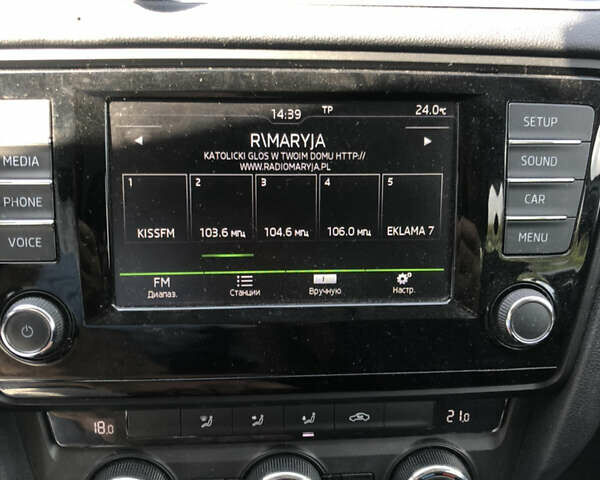 14:39 TP 24.0°C
R\MARYJA
KATOLICKI GLOS W TWOIM DOMU HTTP://
WWW.RADIOMARYJA.PL
1 2 3 4 5
KISSFM 103.6 МГЦ 104.6 МГЦ 106.0 МГЦ EKLAMA 7
FM
Диапаз. Станции Вручную Настр.
MEDIA
PHONE
VOICE
SETUP
SOUND
CAR
MENU
18.0 21.0